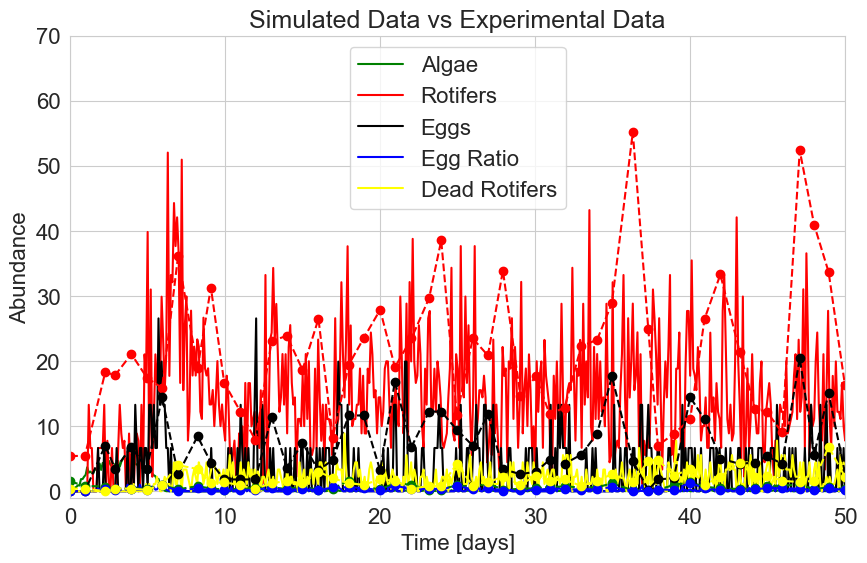 Simulated Data vs Experimental Data
70
60
50
40
30
20
10
0
Abundance
Algae
Rotifers
Eggs
Egg Ratio
Dead Rotifers
0 10 20 30 40 50
Time [days]